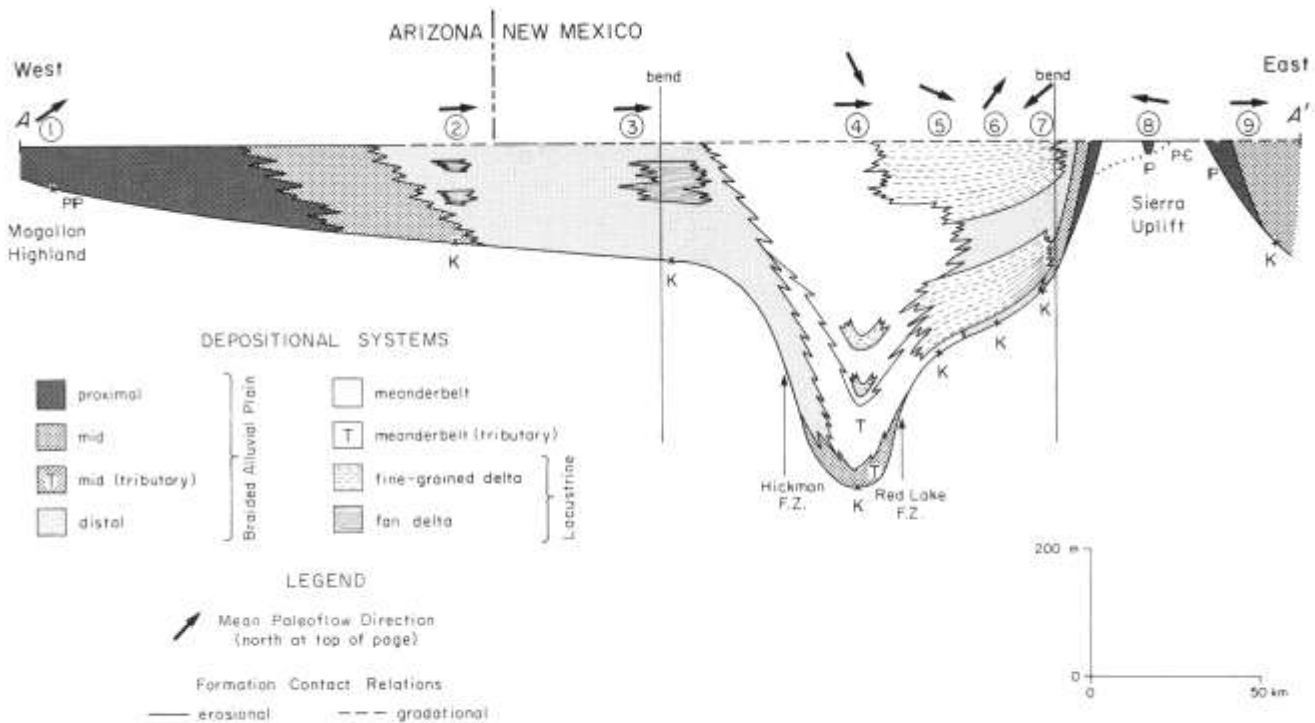 ARIZONA NEW MEXICO
West
East
bend
bend
A
A'
1 2 3 4 5 6 7 8 9
PP
P
P
P
P€
Mogollon
Highland
Sierra
Uplift
K
K
K
K
K
K
K
T
T
Hickman
F.Z.
Red Lake
F.Z.
DEPOSITIONAL SYSTEMS
proximal
mid
T mid (tributary)
distal
Braided Alluvial Plain
meanderbelt
T meanderbelt (tributary)
fine-grained delta
fan delta
Lacustrine
LEGEND
Mean Paleoflow Direction
(north at top of page)
Formation Contact Relations
erosional gradational
200 m
0
0 50 km